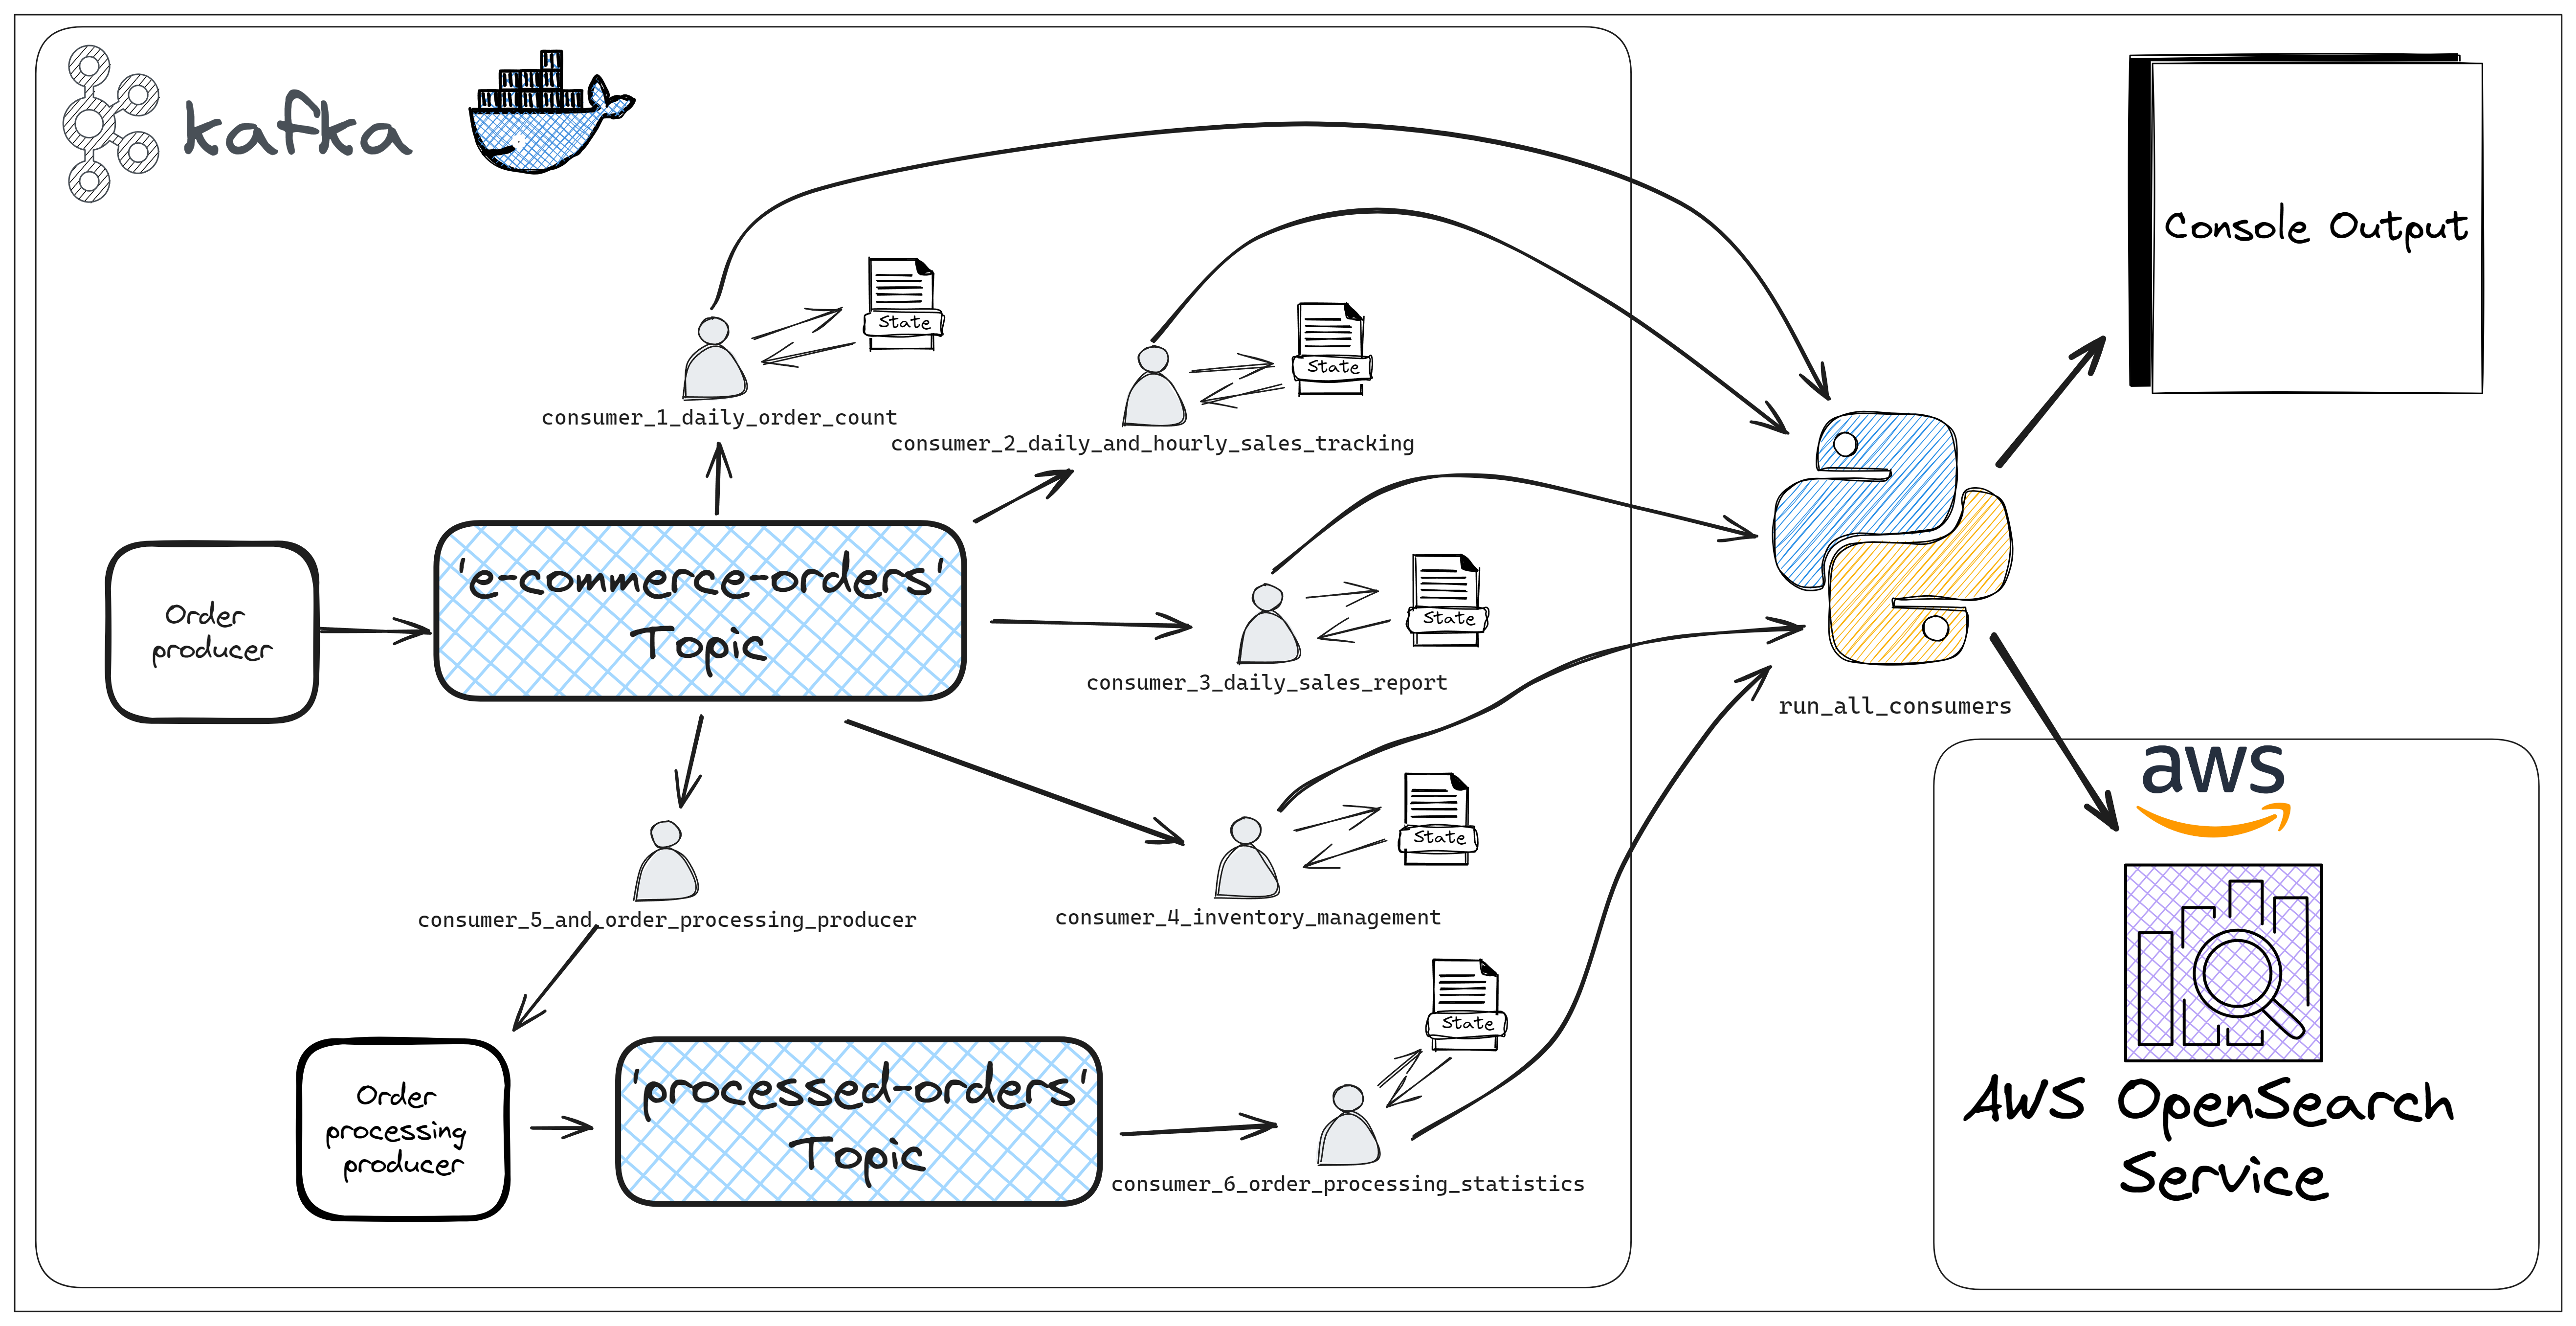 kafka
Console Output
State
consumer_1_daily_order_count
State
consumer_2_daily_and_hourly_sales_tracking
'e-commerce-orders'
Topic
Order
producer
State
consumer_3_daily_sales_report
run_all_consumers
aws
State
consumer_5_and_order_processing_producer
consumer_4_inventory_management
State
'processed-orders'
Topic
Order
processing
producer
consumer_6_order_processing_statistics
AWS OpenSearch
Service